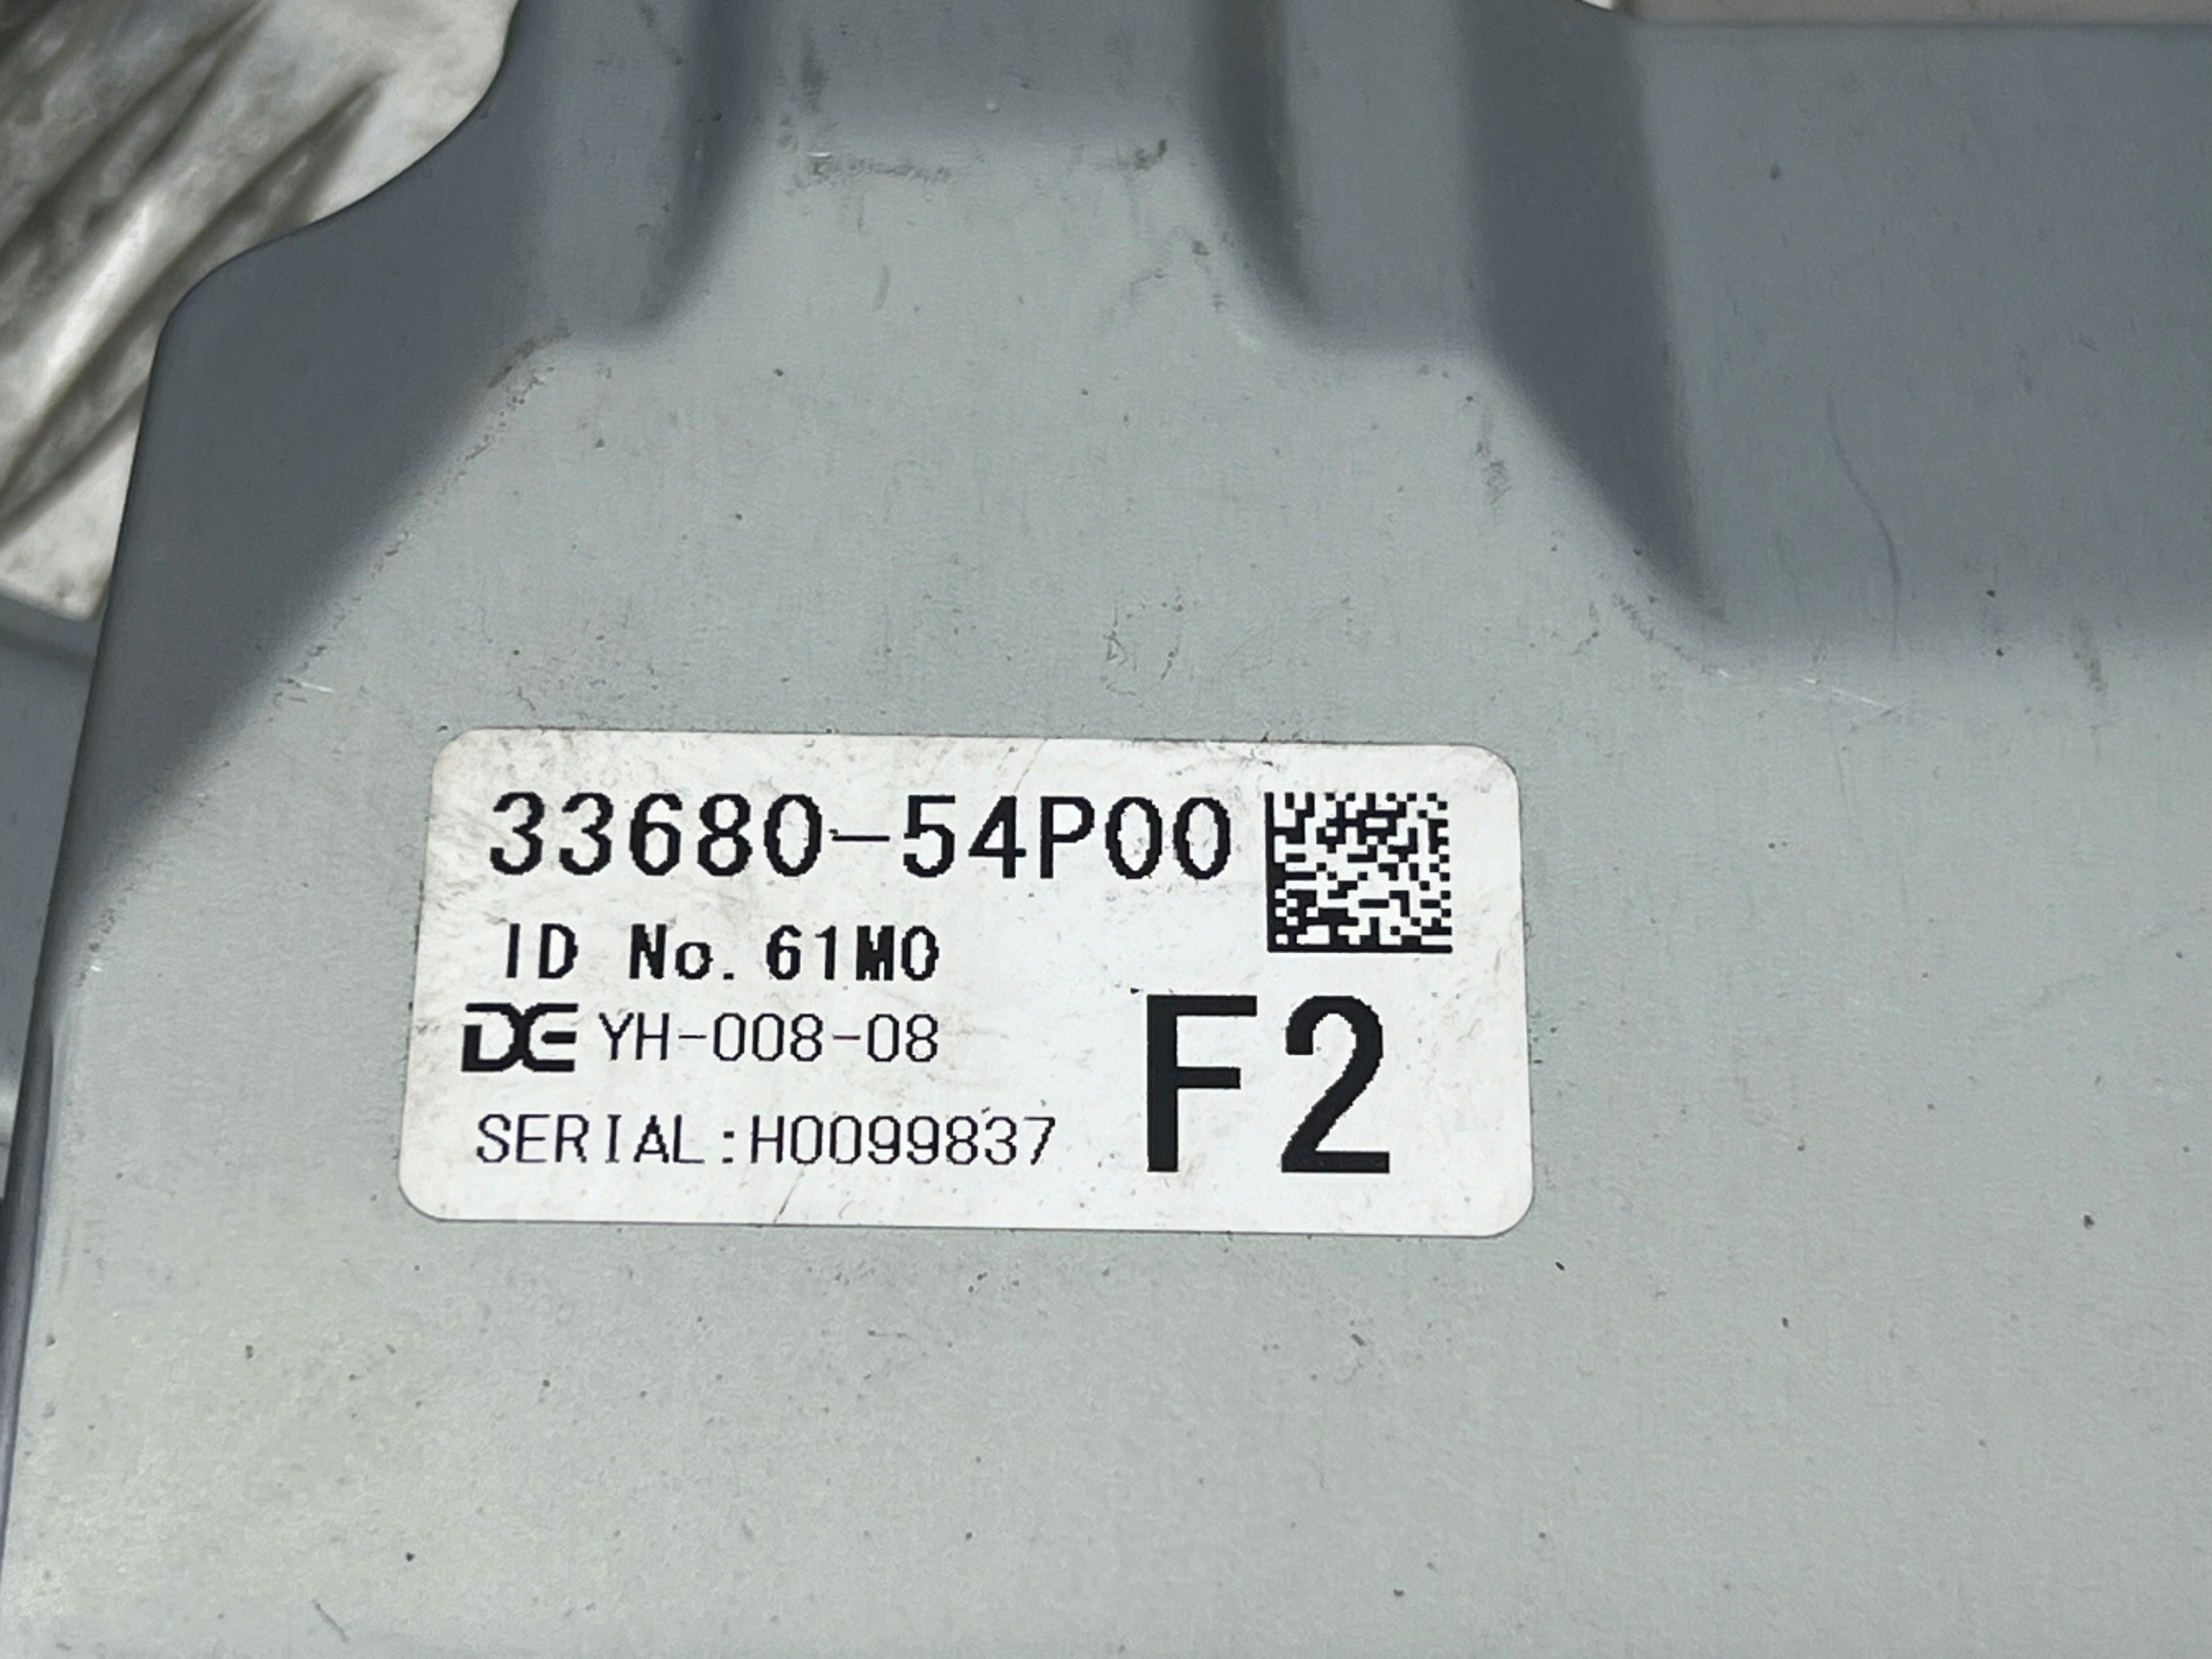 33680-54P00
ID No. 61M0
DE YH-008-08
F2
SERIAL:H0099837